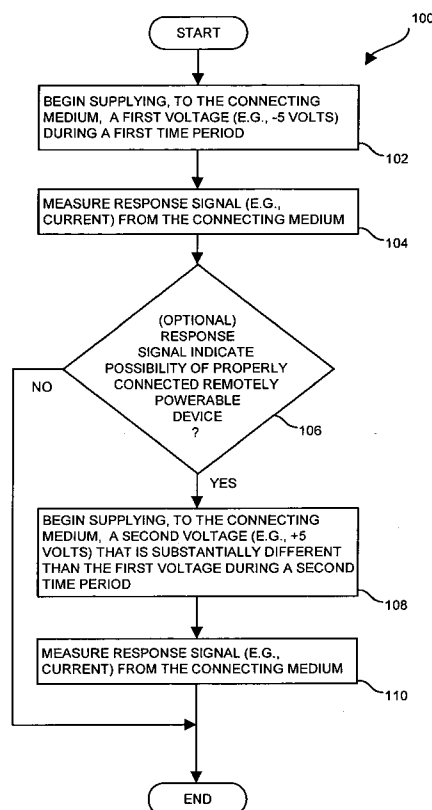 100
START
BEGIN SUPPLYING, TO THE CONNECTING
MEDIUM, A FIRST VOLTAGE (E.G., -5 VOLTS)
DURING A FIRST TIME PERIOD
102
MEASURE RESPONSE SIGNAL (E.G.,
CURRENT) FROM THE CONNECTING MEDIUM
104
(OPTIONAL)
RESPONSE
SIGNAL INDICATE
POSSIBILITY OF PROPERLY
CONNECTED REMOTELY
POWERABLE
DEVICE
?
NO
106
YES
BEGIN SUPPLYING, TO THE CONNECTING
MEDIUM, A SECOND VOLTAGE (E.G., +5
VOLTS) THAT IS SUBSTANTIALLY DIFFERENT
THAN THE FIRST VOLTAGE DURING A SECOND
TIME PERIOD
108
MEASURE RESPONSE SIGNAL (E.G.,
CURRENT) FROM THE CONNECTING MEDIUM
110
END